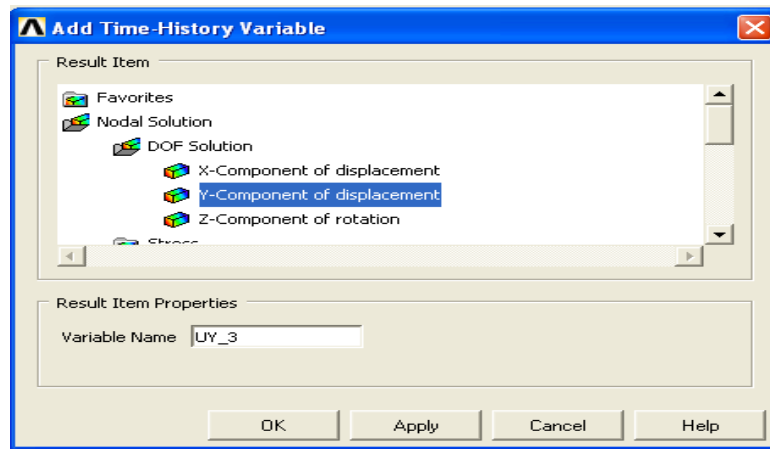 Add Time-History Variable
Result Item
Favorites
Nodal Solution
DOF Solution
X-Component of displacement
Y-Component of displacement
Z-Component of rotation
Stress
Result Item Properties
Variable Name UY_3
OK Apply Cancel Help